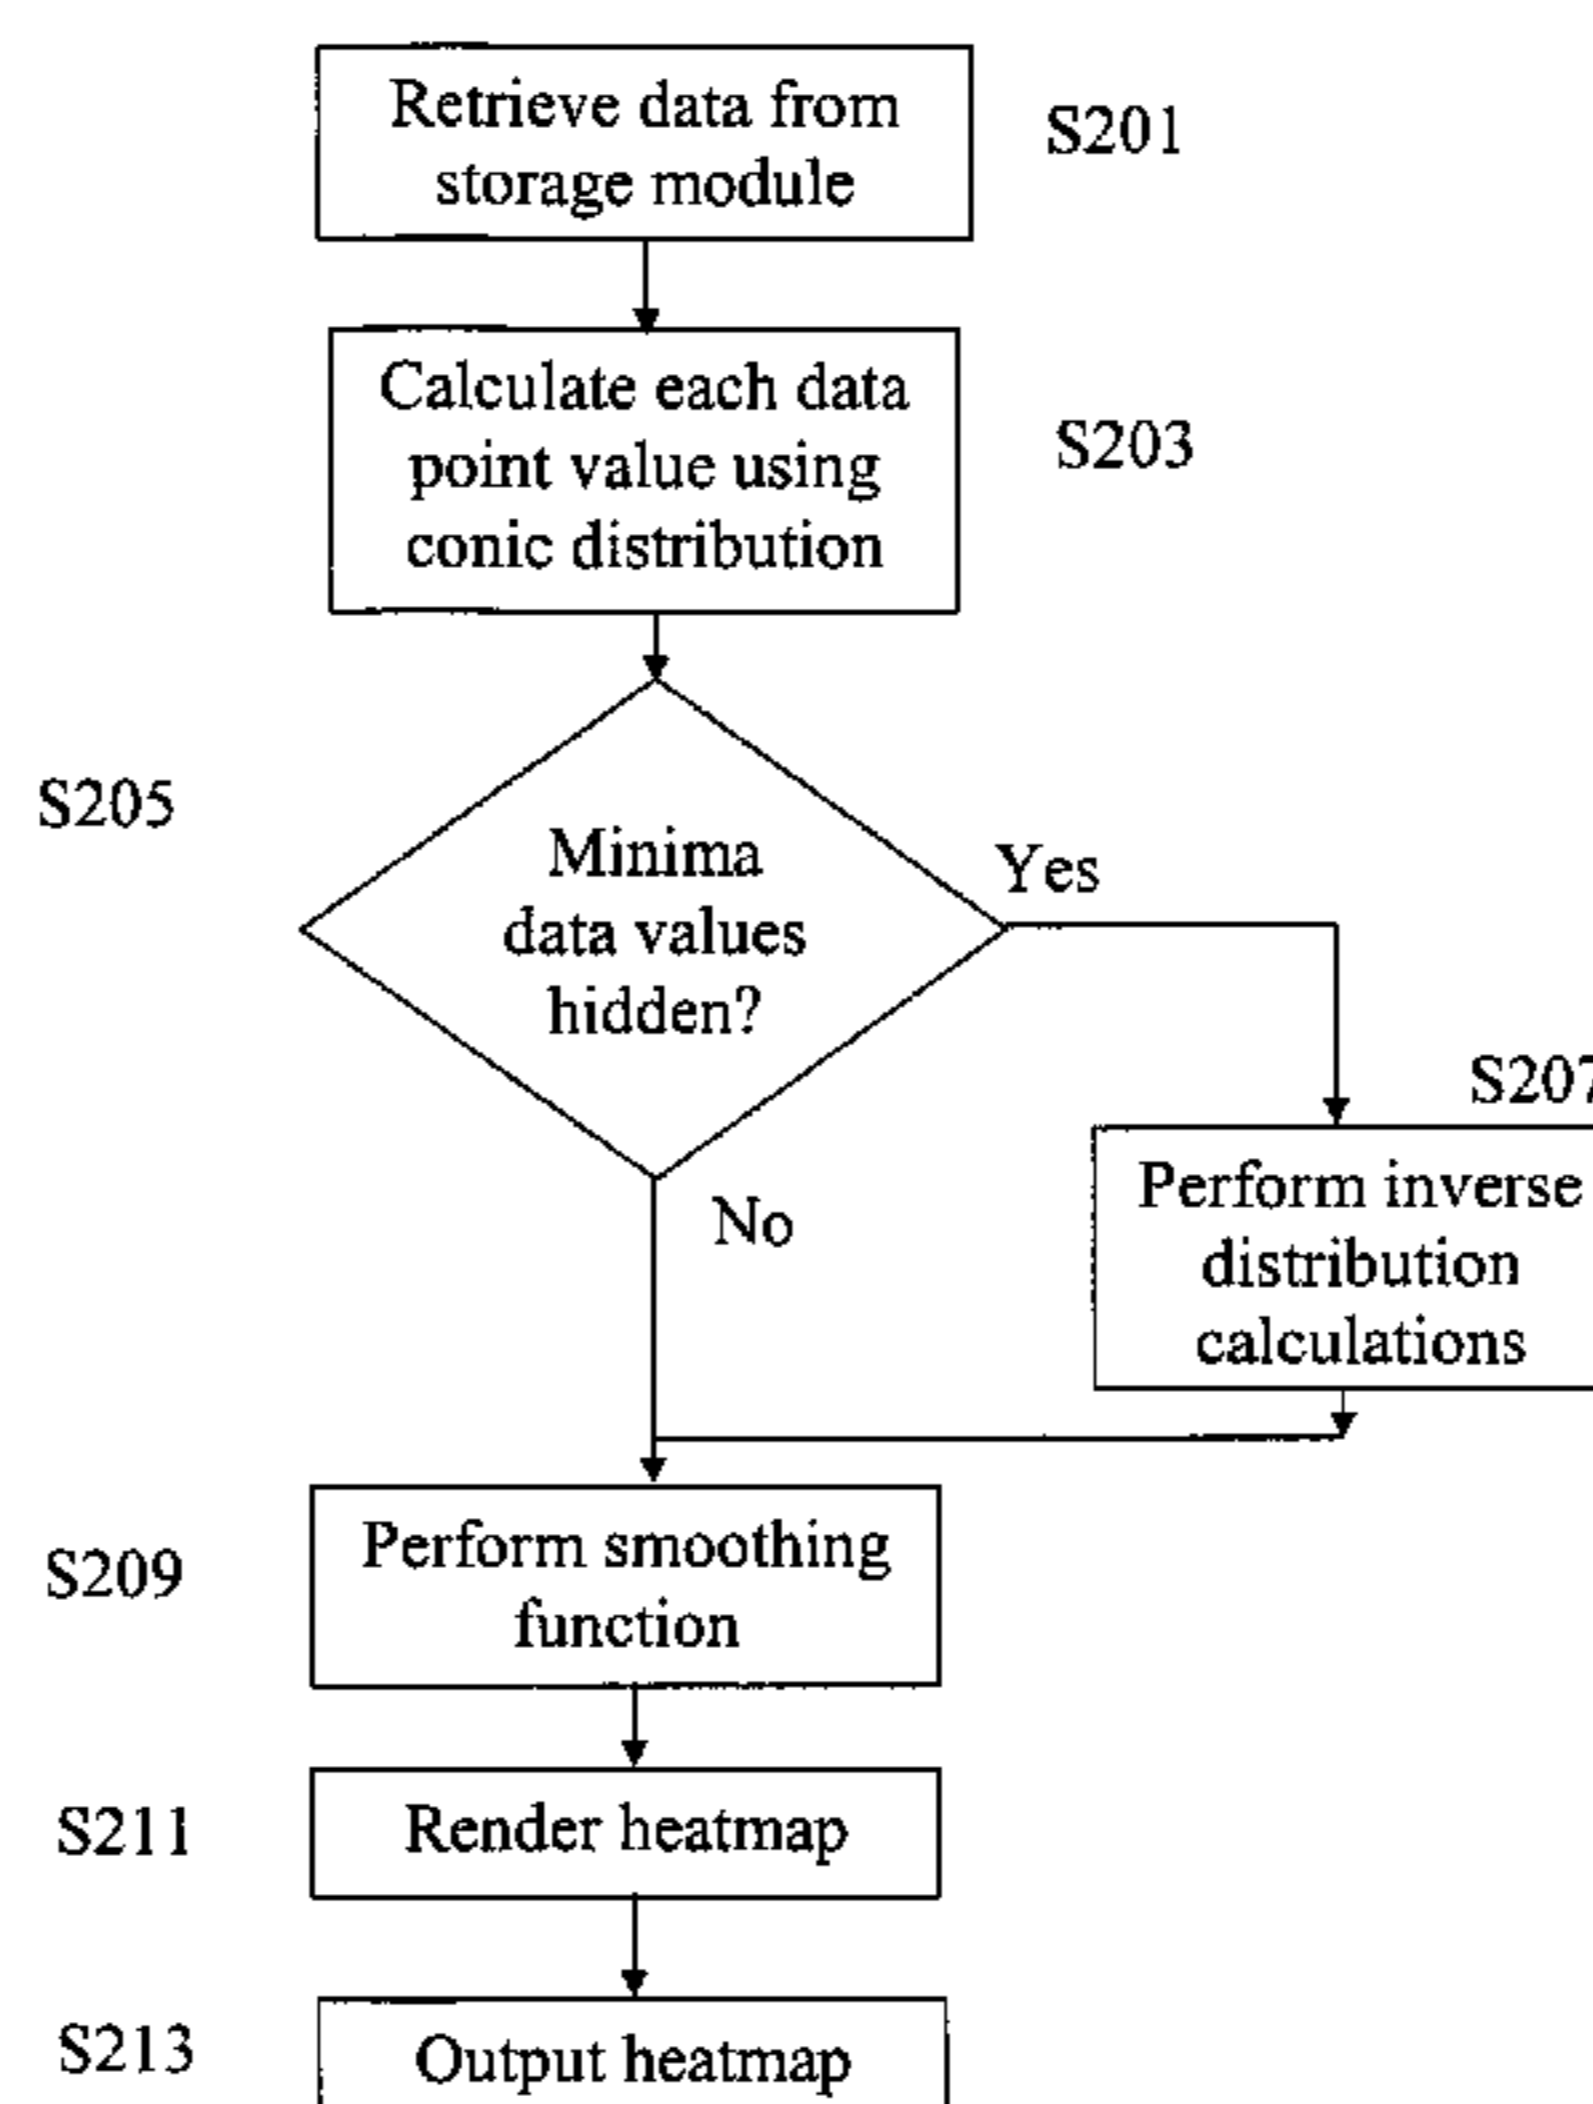 Retrieve data from
storage module
S201
Calculate each data
point value using
conic distribution
S203
S205
Minima
data values
hidden?
Yes
No
S207
Perform inverse
distribution
calculations
S209
Perform smoothing
function
S211
Render heatmap
S213
Output heatmap